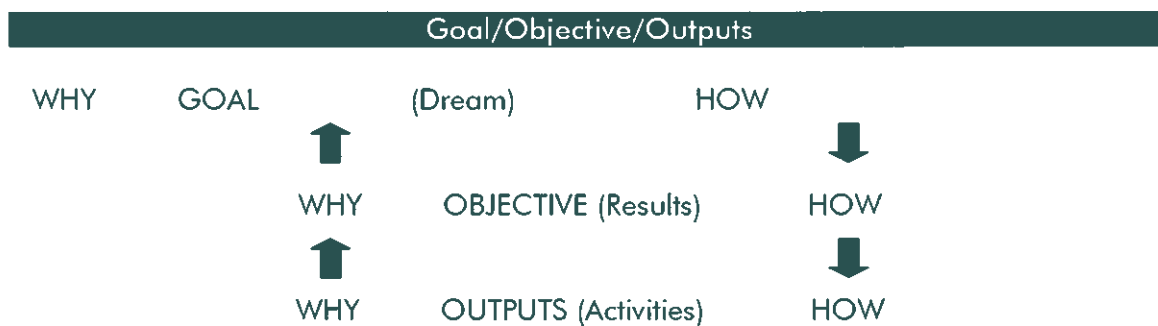 Goal/Objective/Outputs
WHY GOAL (Dream) HOW
WHY OBJECTIVE (Results) HOW
WHY OUTPUTS (Activities) HOW